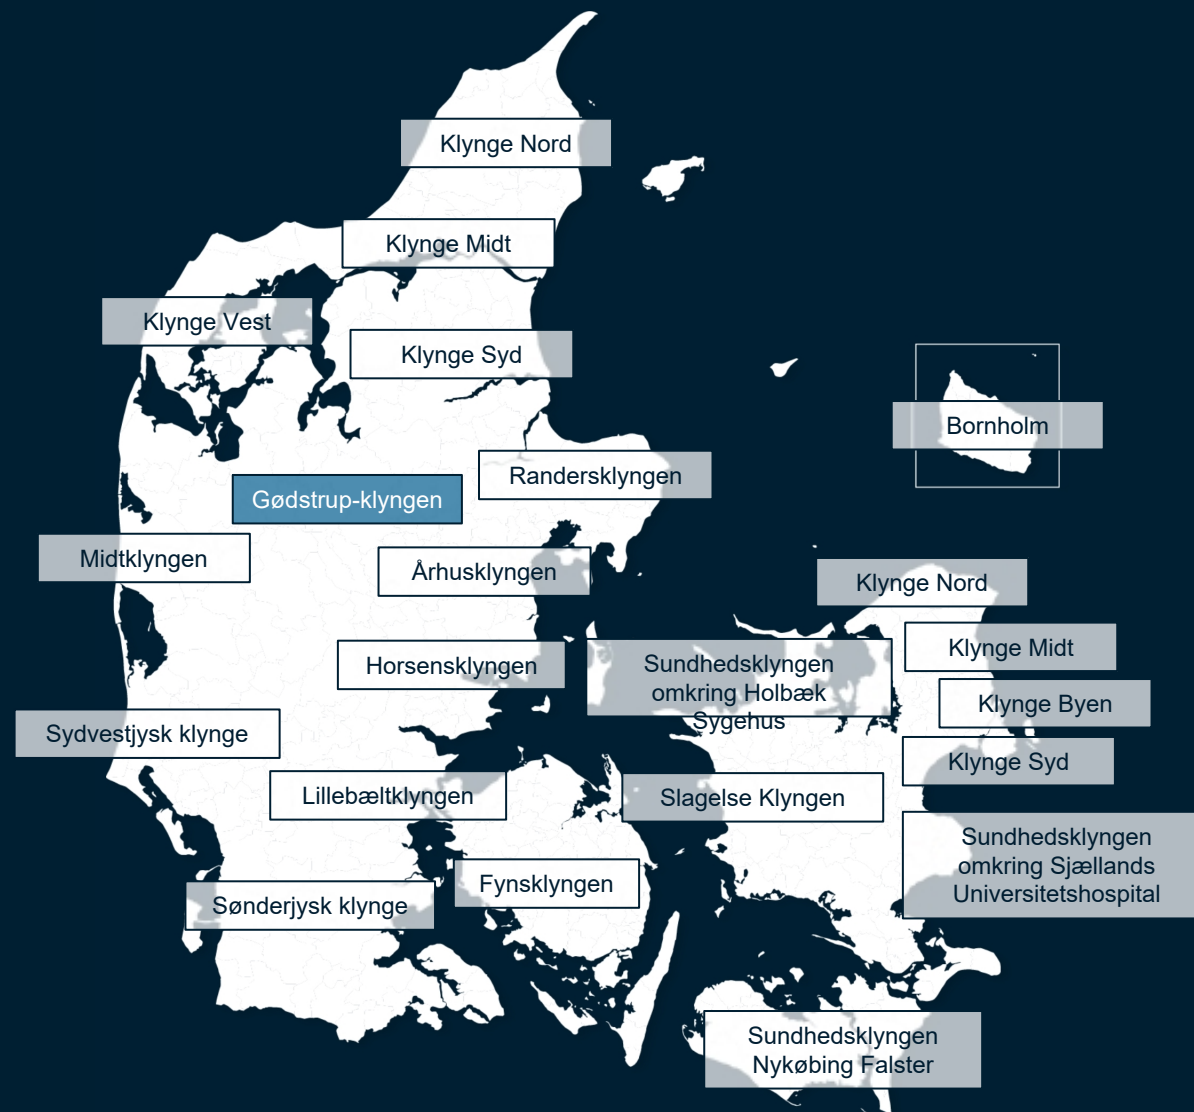 Klynge Nord
Klynge Midt
Klynge Vest
Klynge Syd
Bornholm
Randersklyngen
Gødstrup-klyngen
Midtklyngen
Århusklyngen
Klynge Nord
Klynge Midt
Horsensklyngen
Sundhedsklyngen
omkring Holbæk
Sygehus
Klynge Byen
Sydvestjysk klynge
Klynge Syd
Lillebæltklyngen
Slagelse Klyngen
Sundhedsklyngen
omkring Sjællands
Universitetshospital
Fynsklyngen
Sønderjysk klynge
Sundhedsklyngen
Nykøbing Falster